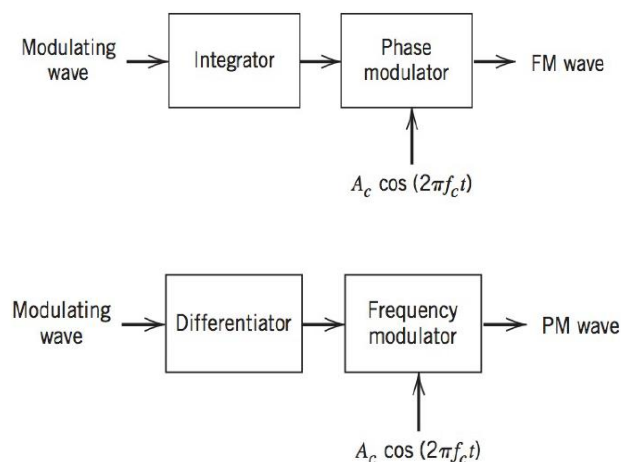 Modulating
wave
Integrator
Phase
modulator
FM wave
A_c cos (2πf_ct)
Modulating
wave
Differentiator
Frequency
modulator
PM wave
A_c cos (2πf_ct)